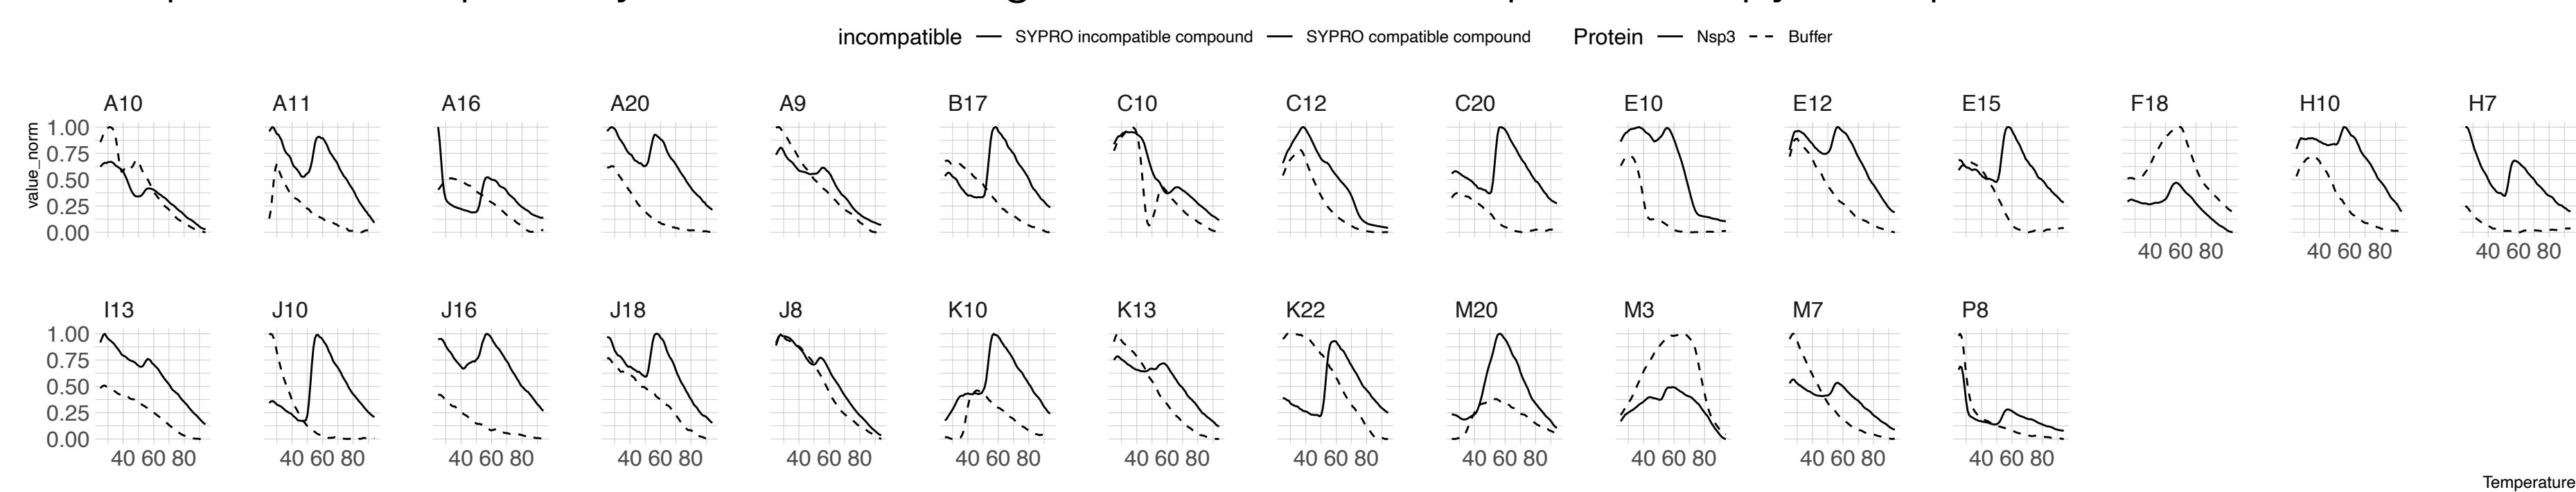 incompatible — SYPRO incompatible compound — SYPRO compatible compound Protein — Nsp3 - - Buffer
A10 A11 A16 A20 A9 B17 C10 C12 C20 E10 E12 E15 F18 H10 H7
value_norm
1.00
0.75
0.50
0.25
0.00
40 60 80 40 60 80 40 60 80
I13 J10 J16 J18 J8 K10 K13 K22 M20 M3 M7 P8
1.00
0.75
0.50
0.25
0.00
40 60 80 40 60 80 40 60 80 40 60 80 40 60 80 40 60 80 40 60 80 40 60 80 40 60 80 40 60 80 40 60 80 40 60 80
Temperature